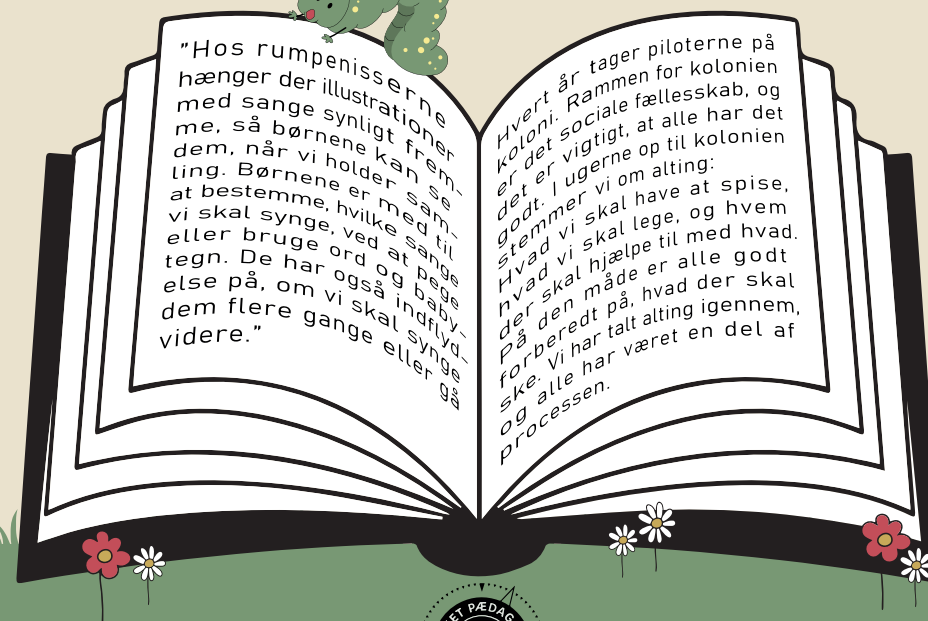 "Hos rumpenisserne
hænger der illustrationer
med sange synligt frem-
me, så børnene kan se
dem, når vi holder sam-
ling. Børnene er med til
at bestemme, hvilke sange
vi skal synge, ved at pege
eller bruge ord og baby-
tegn. De har også indflyd-
else på, om vi skal synge
dem flere gange eller gå
videre."
Hvert år tager piloterne på
koloni. Rammen for kolonien
er det sociale fællesskab, og
det er vigtigt, at alle har det
godt. I ugerne op til kolonien
stemmer vi om alting:
Hvad vi skal have at spise,
hvad vi skal lege, og hvem
der skal hjælpe til med hvad.
På den måde er alle godt
forberedt på, hvad der skal
ske. Vi har talt alting igennem,
og alle har været en del af
processen.
ET PÆDAG